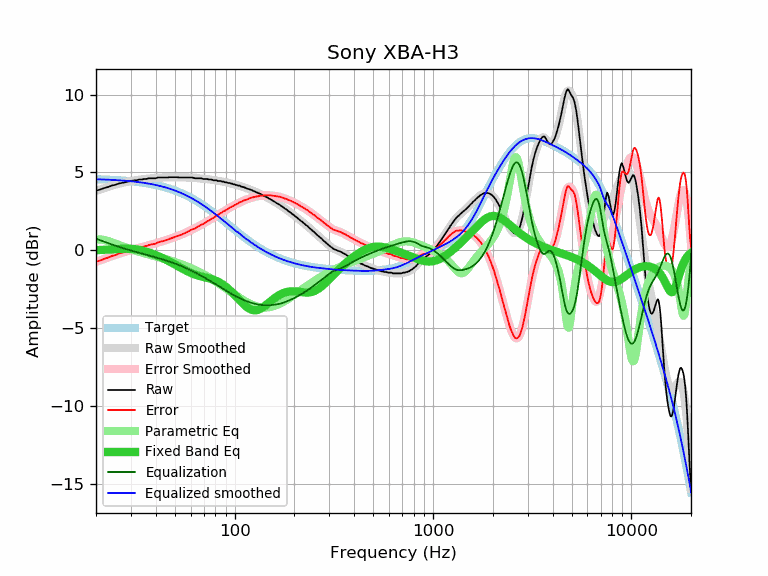 Sony XBA-H3
Amplitude (dBr)
10
5
0
−5
−10
−15
Target
Raw Smoothed
Error Smoothed
Raw
Error
Parametric Eq
Fixed Band Eq
Equalization
Equalized smoothed
100 1000 10000
Frequency (Hz)